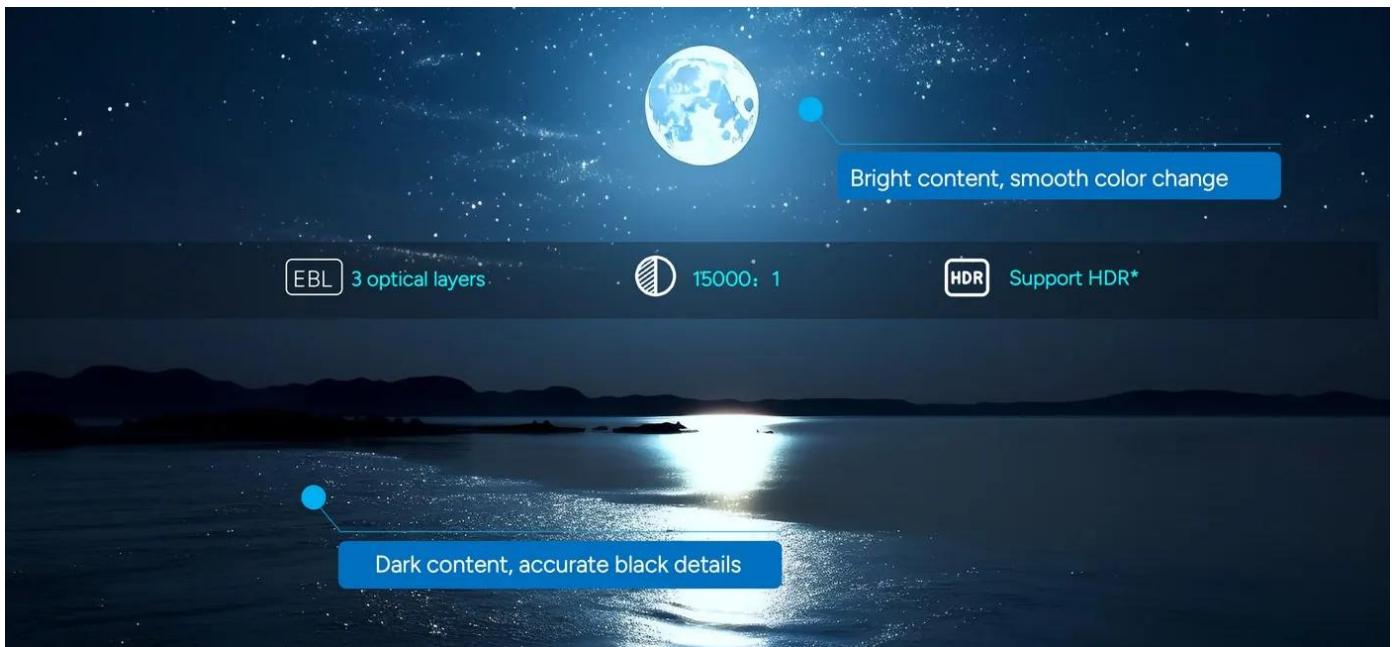 Bright content, smooth color change
EBL 3 optical layers
15000：1
HDR Support HDR*
Dark content, accurate black details